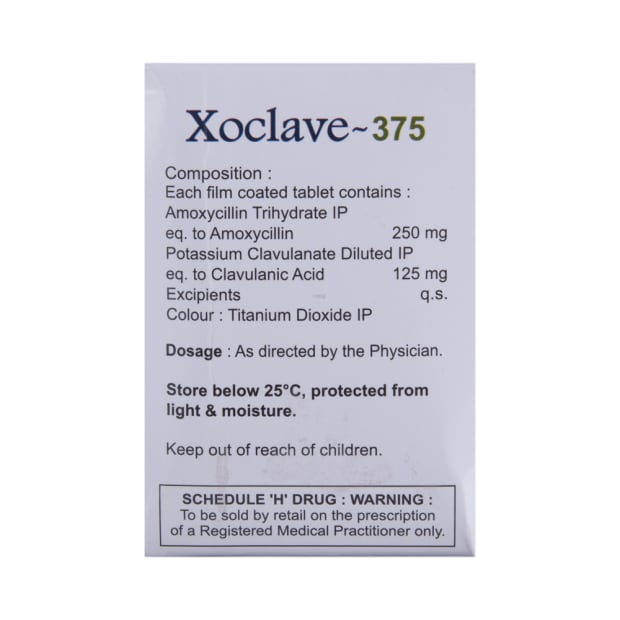 Xoclave~375
Composition :
Each film coated tablet contains :
Amoxycillin Trihydrate IP
eq. to Amoxycillin 250 mg
Potassium Clavulanate Diluted IP
eq. to Clavulanic Acid 125 mg
Excipients q.s.
Colour : Titanium Dioxide IP
Dosage : As directed by the Physician.
Store below 25°C, protected from
light & moisture.
Keep out of reach of children.
SCHEDULE 'H' DRUG : WARNING :
To be sold by retail on the prescription
of a Registered Medical Practitioner only.